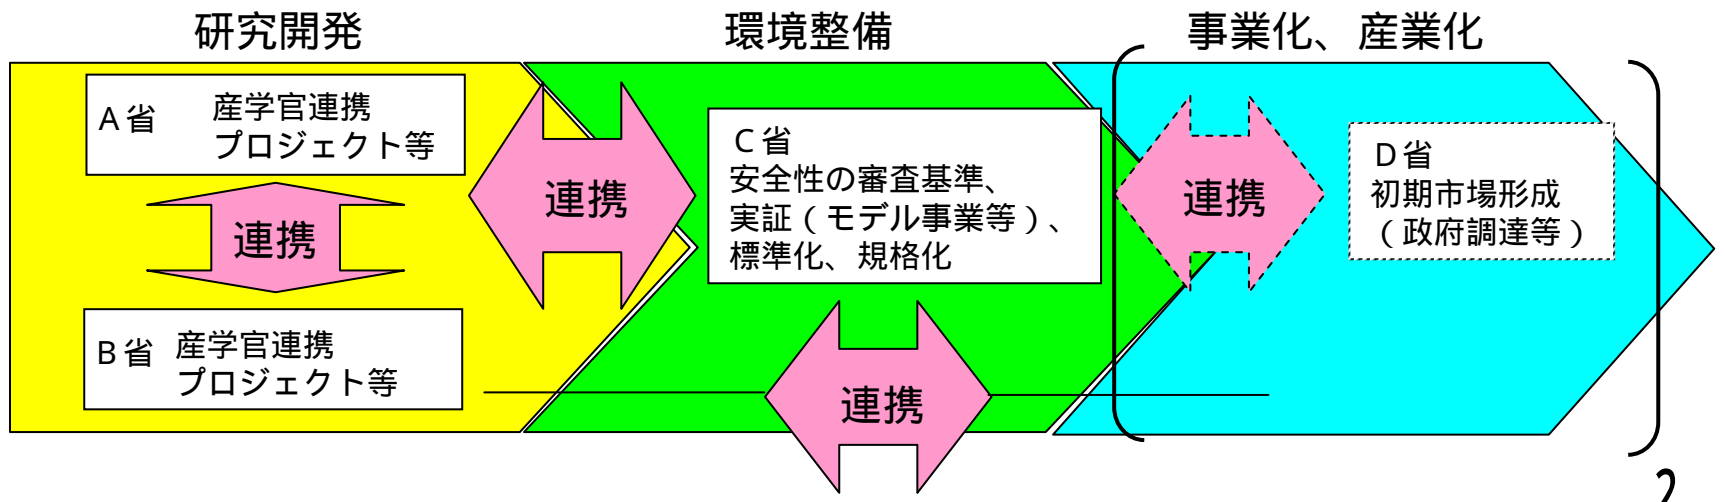 研究開発
環境整備
事業化、産業化
A省
産学官連携
プロジェクト等
連携
B省
産学官連携
プロジェクト等
連携
C省
安全性の審査基準、
実証（モデル事業等）、
標準化、規格化
連携
連携
D省
初期市場形成
（政府調達等）
2